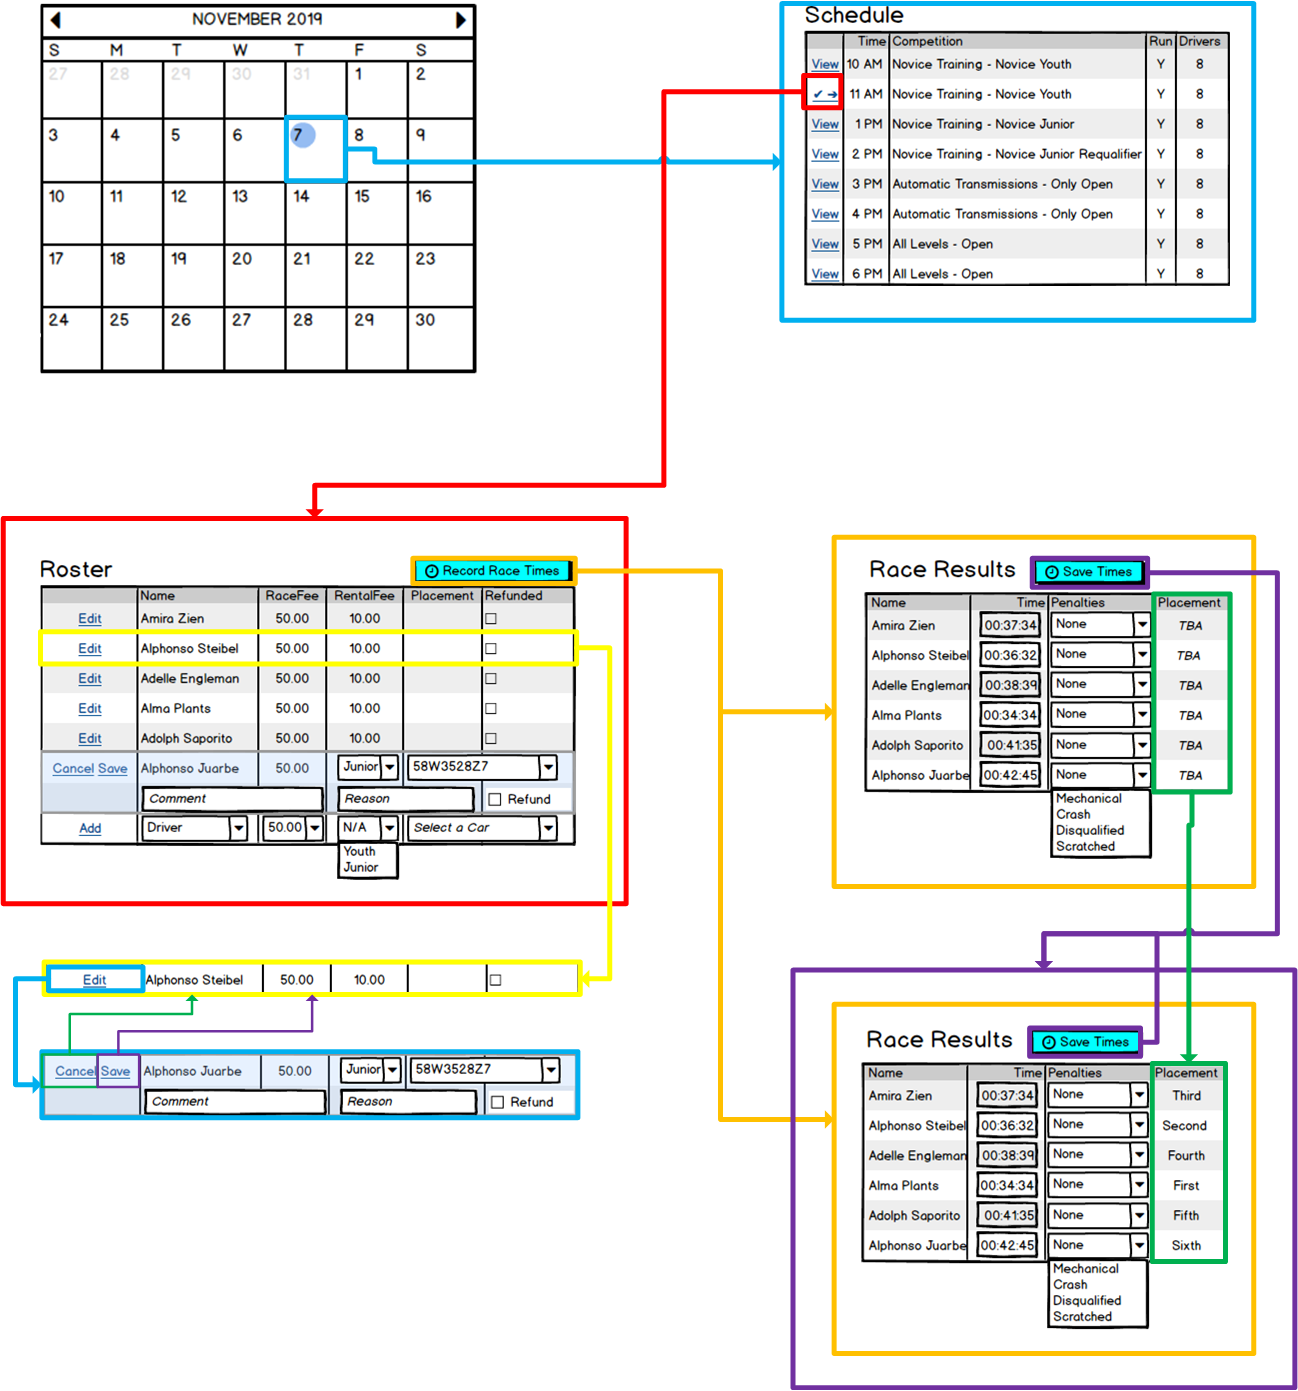 NOVEMBER 2019
S M T W T F S
27 28 29 30 31 1 2
3 4 5 6 7 8 9
10 11 12 13 14 15 16
17 18 19 20 21 22 23
24 25 26 27 28 29 30
Schedule
Time Competition Run Drivers
View 10 AM Novice Training - Novice Youth Y 8
✔ ➔ 11 AM Novice Training - Novice Youth Y 8
View 1 PM Novice Training - Novice Junior Y 8
View 2 PM Novice Training - Novice Junior Requalifier Y 8
View 3 PM Automatic Transmissions - Only Open Y 8
View 4 PM Automatic Transmissions - Only Open Y 8
View 5 PM All Levels - Open Y 8
View 6 PM All Levels - Open Y 8
Roster Record Race Times
Name RaceFee RentalFee Placement Refunded
Edit Amira Zien 50.00 10.00
Edit Alphonso Steibel 50.00 10.00
Edit Adelle Engleman 50.00 10.00
Edit Alma Plants 50.00 10.00
Edit Adolph Saporito 50.00 10.00
Cancel Save Alphonso Juarbe 50.00 Junior 58W3528Z7
Comment Reason Refund
Add Driver 50.00 N/A Select a Car
Youth
Junior
Race Results Save Times
Name Time Penalties Placement
Amira Zien 00:37:34 None TBA
Alphonso Steibel 00:36:32 None TBA
Adelle Engleman 00:38:39 None TBA
Alma Plants 00:34:34 None TBA
Adolph Saporito 00:41:35 None TBA
Alphonso Juarbe 00:42:45 None TBA
Mechanical
Crash
Disqualified
Scratched
Edit Alphonso Steibel 50.00 10.00
Cancel Save Alphonso Juarbe 50.00 Junior 58W3528Z7
Comment Reason Refund
Race Results Save Times
Name Time Penalties Placement
Amira Zien 00:37:34 None Third
Alphonso Steibel 00:36:32 None Second
Adelle Engleman 00:38:39 None Fourth
Alma Plants 00:34:34 None First
Adolph Saporito 00:41:35 None Fifth
Alphonso Juarbe 00:42:45 None Sixth
Mechanical
Crash
Disqualified
Scratched